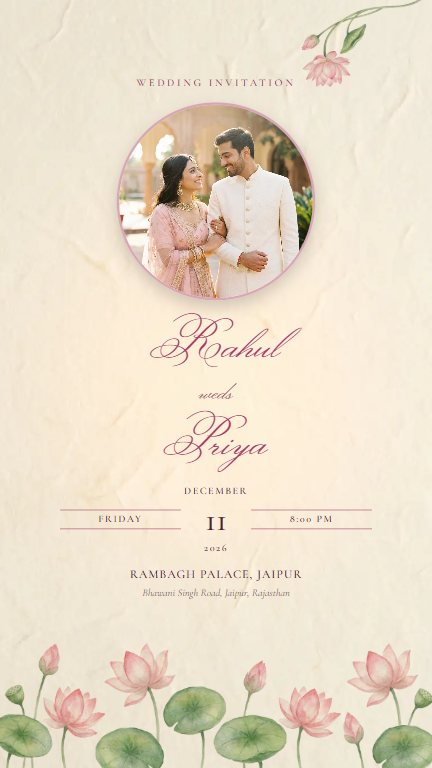 WEDDING INVITATION
Rahul
weds
Priya
DECEMBER
FRIDAY 11 8:00 PM
2026
RAMBAGH PALACE, JAIPUR
Bhawani Singh Road, Jaipur, Rajasthan